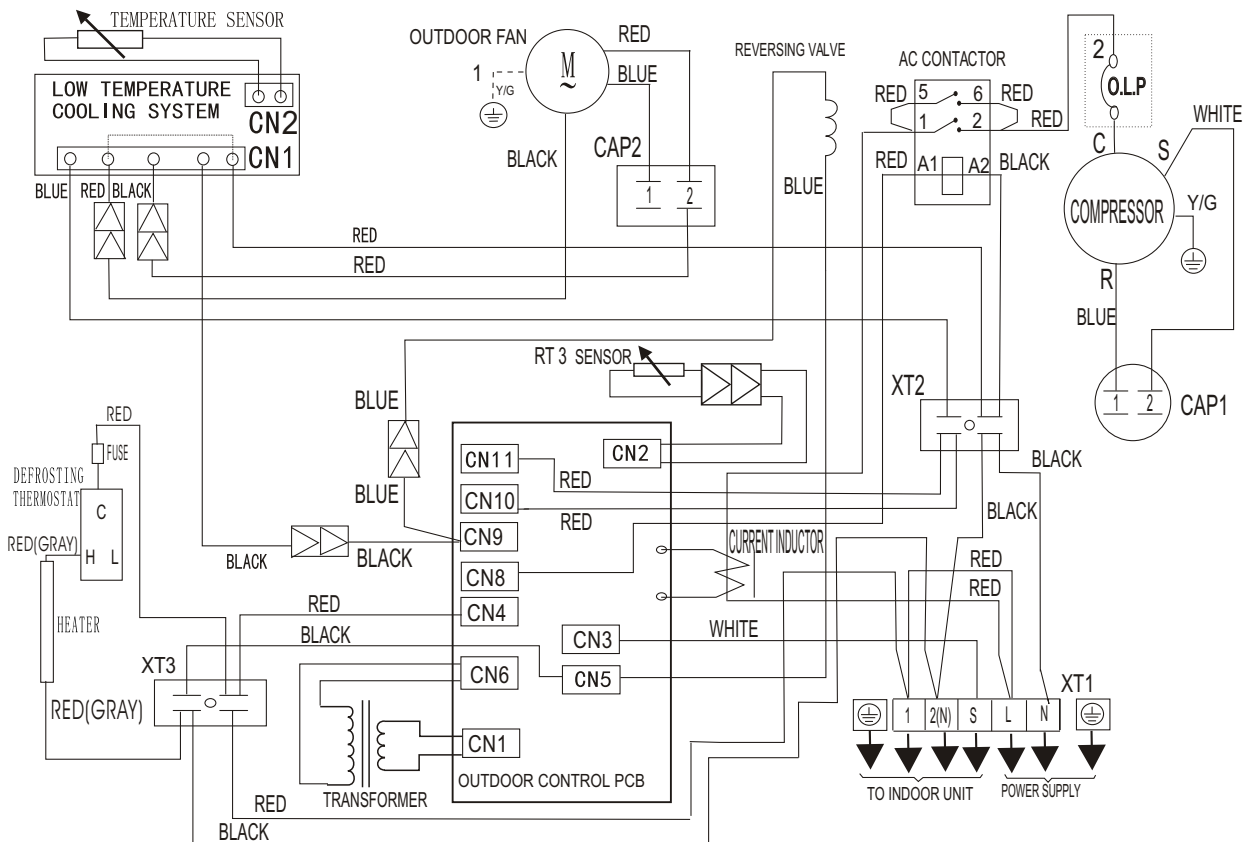 TEMPERATURE SENSOR
LOW TEMPERATURE
COOLING SYSTEM
CN2
CN1
BLUE
RED
BLACK
OUTDOOR FAN
1
Y/G
M
~
RED
BLUE
BLACK
CAP2
1
2
RED
RED
REVERSING VALVE
BLUE
AC CONTACTOR
RED
5
6
RED
1
2
RED
RED
A1
A2
BLACK
2
O.L.P
WHITE
C
S
COMPRESSOR
Y/G
R
BLUE
1
2
CAP1
RT 3 SENSOR
XT2
BLACK
BLACK
BLUE
BLUE
RED
FUSE
DEFROSTING
THERMOSTAT
C
H
L
RED(GRAY)
HEATER
XT3
RED(GRAY)
BLACK
BLACK
RED
BLACK
CN11
CN2
RED
CN10
RED
CN9
CN8
CN4
CN3
WHITE
CN6
CN5
CN1
OUTDOOR CONTROL PCB
CURRENT INDUCTOR
TRANSFORMER
RED
BLACK
RED
RED
XT1
1
2(N)
S
L
N
TO INDOOR UNIT
POWER SUPPLY